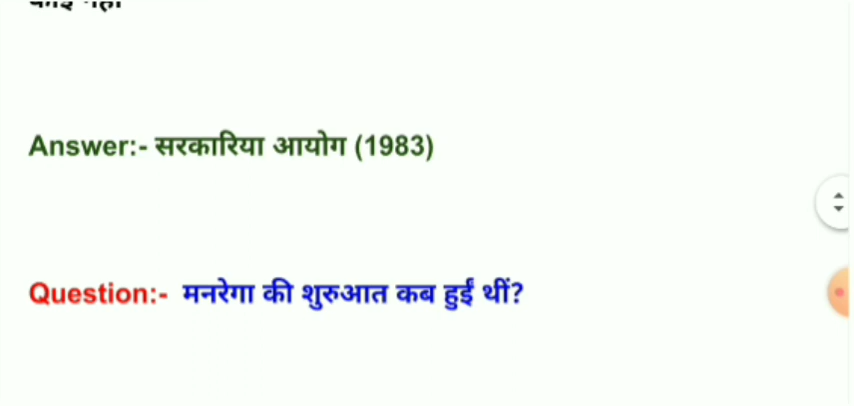 Answer:- सरकारिया आयोग (1983)
Question:- मनरेगा की शुरुआत कब हुईं थीं?